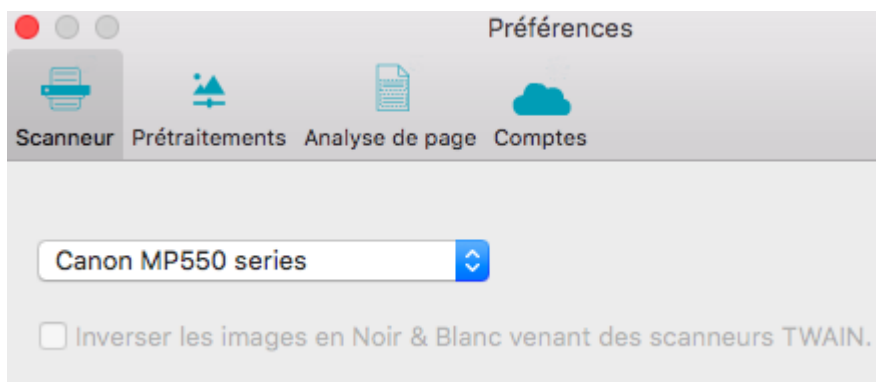 Préférences
Scanneur Prétraitements Analyse de page Comptes
Canon MP550 series
Inverser les images en Noir & Blanc venant des scanneurs TWAIN.